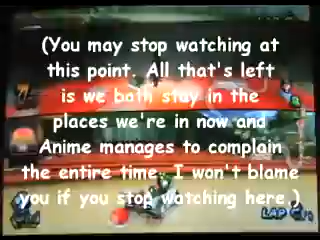 (You may stop watching at
this point. All that's left
is we both stay in the
places we're in now and
Anime manages to complain
the entire time. I won't blame
you if you stop watching here.)
LAP